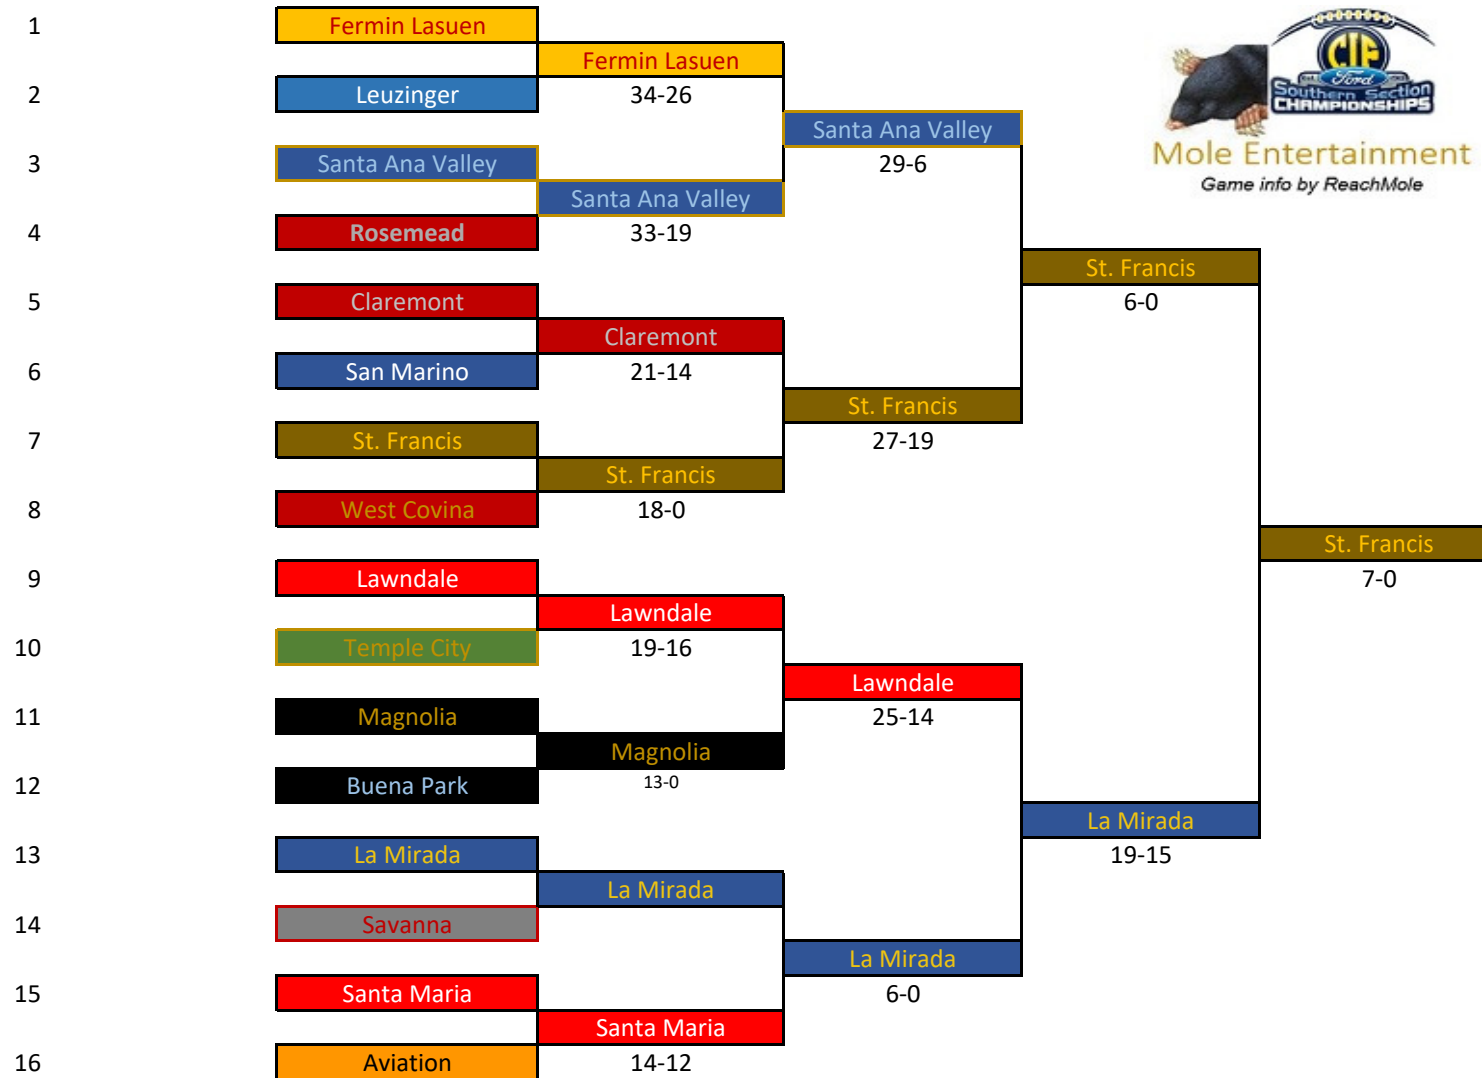 1
Fermin Lasuen
Fermin Lasuen
2
Leuzinger
34-26
Santa Ana Valley
3
Santa Ana Valley
29-6
Santa Ana Valley
4
Rosemead
33-19
St. Francis
5
Claremont
6-0
Claremont
6
San Marino
21-14
St. Francis
7
St. Francis
27-19
St. Francis
8
West Covina
18-0
St. Francis
9
Lawndale
7-0
Lawndale
10
Temple City
19-16
Lawndale
11
Magnolia
25-14
Magnolia
12
Buena Park
13-0
La Mirada
13
La Mirada
19-15
La Mirada
14
Savanna
La Mirada
15
Santa Maria
6-0
Santa Maria
16
Aviation
14-12
CIF
Ford
Southern Section
CHAMPIONSHIPS
Mole Entertainment
Game info by ReachMole